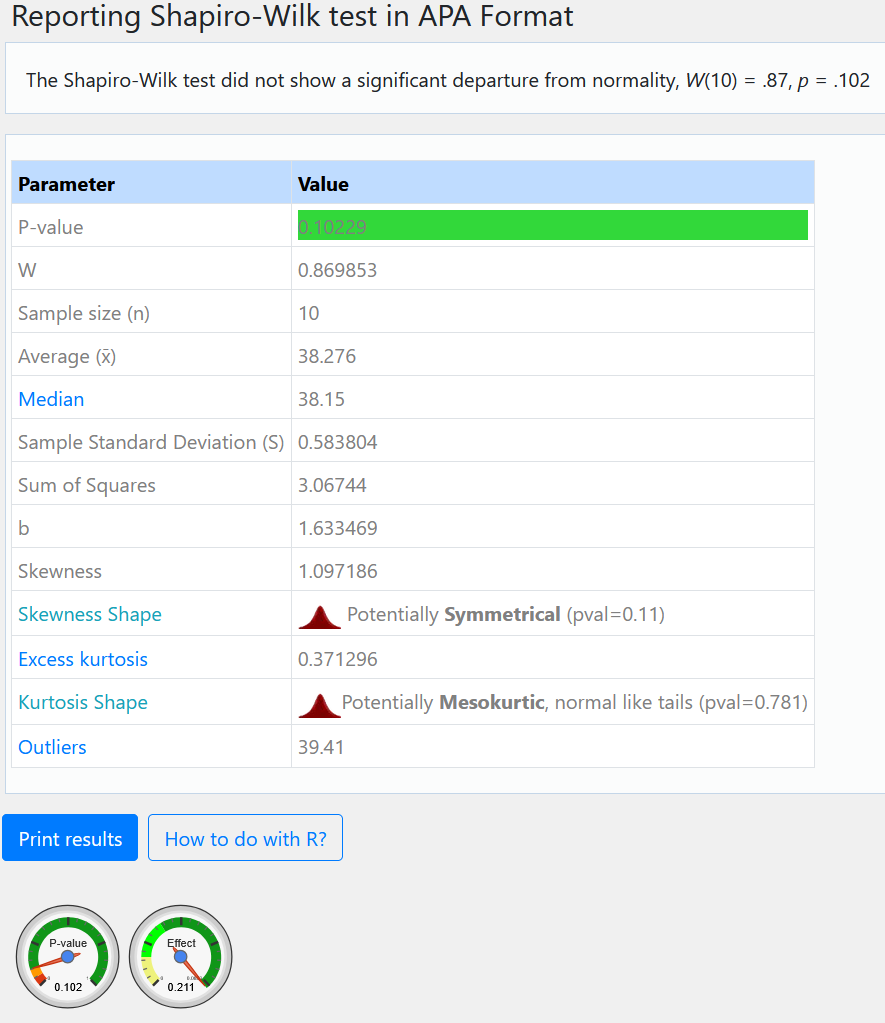 Reporting Shapiro-Wilk test in APA Format
The Shapiro-Wilk test did not show a significant departure from normality, W(10) = .87, p = .102
Parameter Value
P-value 0.10229
W 0.869853
Sample size (n) 10
Average (x̄) 38.276
Median 38.15
Sample Standard Deviation (S) 0.583804
Sum of Squares 3.06744
b 1.633469
Skewness 1.097186
Skewness Shape Potentially Symmetrical (pval=0.11)
Excess kurtosis 0.371296
Kurtosis Shape Potentially Mesokurtic, normal like tails (pval=0.781)
Outliers 39.41
Print results How to do with R?
P-value Effect
0 1 0
0.102 0.211